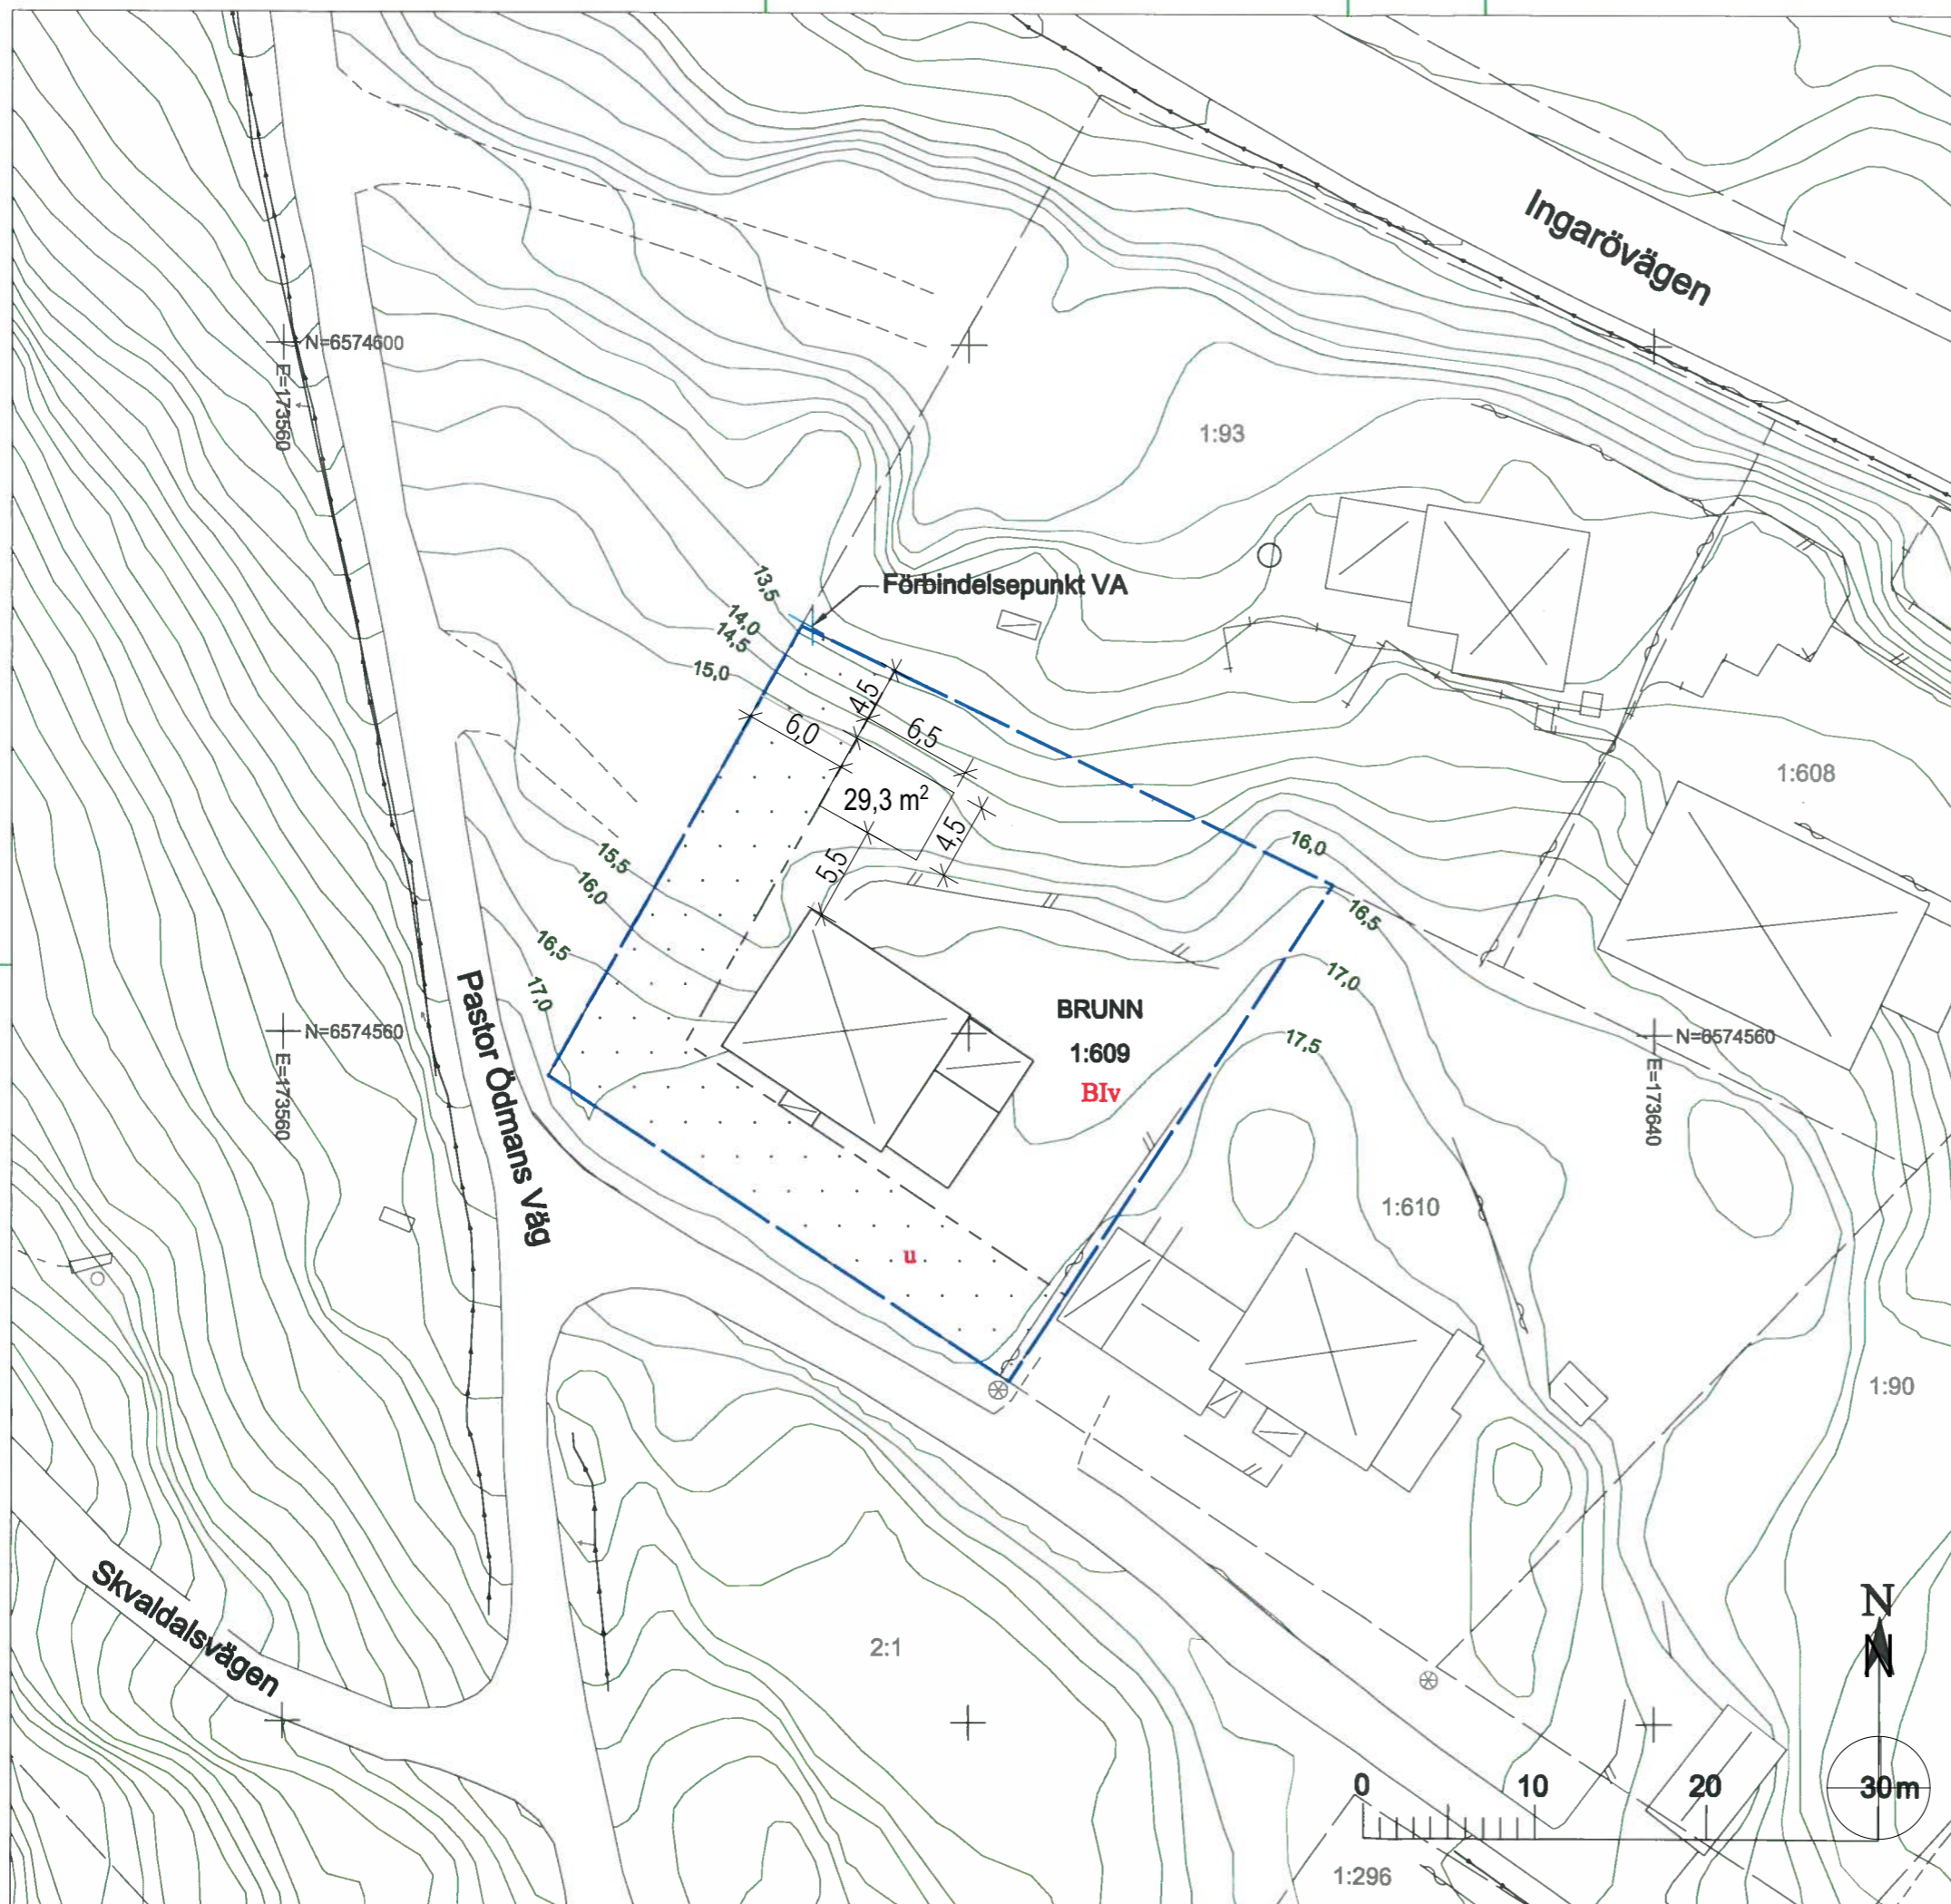 Ingarövägen
N=6574600
E=173560
1:93
Förbindelsepunkt VA
13,5
14,0
14,5
15,0
4,5
6,0
6,5
29,3 m²
4,5
5,5
1:608
15,5
16,0
16,0
16,5
16,5
17,0
17,0
17,5
BRUNN
1:609
BIv
Pastor Ödmans Väg
N=6574560
E=173560
N=6574560
E=173640
1:610
u
1:90
Skvaldalsvägen
2:1
N
N
0 10 20 30m
1:296